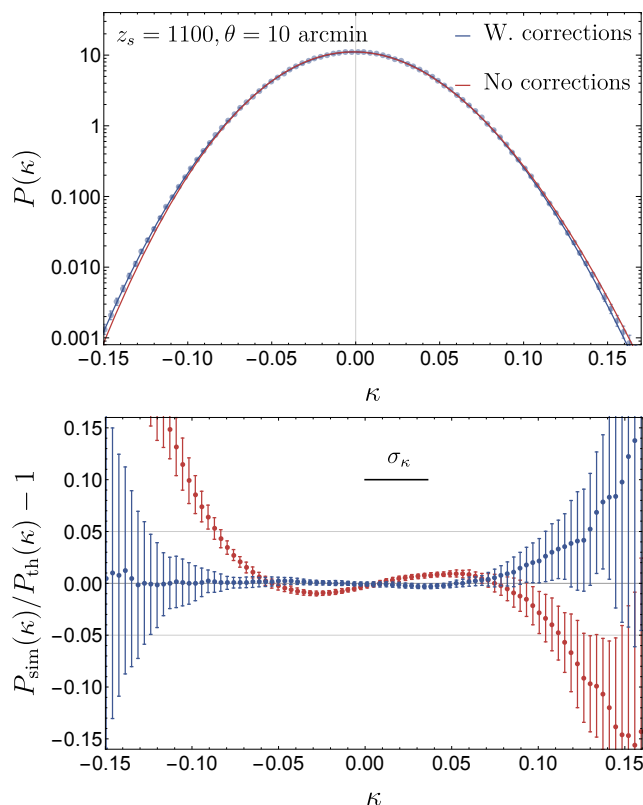 z_s = 1100, θ = 10 arcmin
W. corrections
No corrections
P(κ)
10
1
0.100
0.010
0.001
−0.15 −0.10 −0.05 0.00 0.05 0.10 0.15
κ
P_sim(κ)/P_th(κ) − 1
0.15
0.10
0.05
0.00
−0.05
−0.10
−0.15
σ_κ
−0.15 −0.10 −0.05 0.00 0.05 0.10 0.15
κ